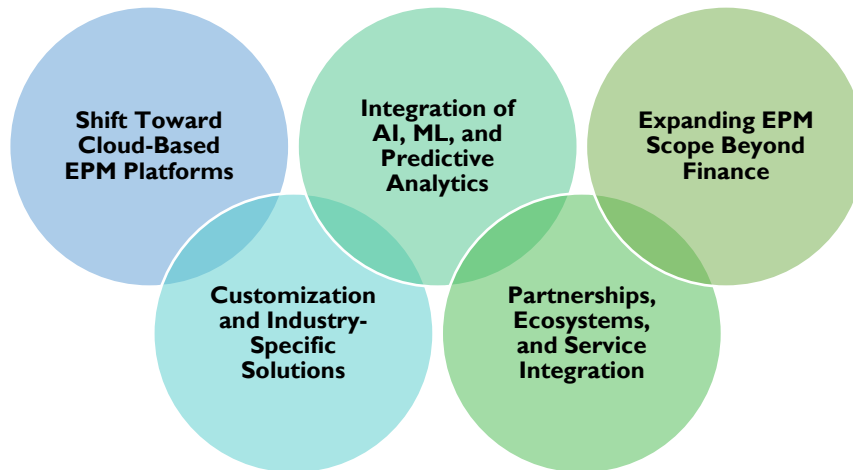 Shift Toward
Cloud-Based
EPM Platforms
Integration of
AI, ML, and
Predictive
Analytics
Expanding EPM
Scope Beyond
Finance
Customization
and Industry-
Specific
Solutions
Partnerships,
Ecosystems,
and Service
Integration